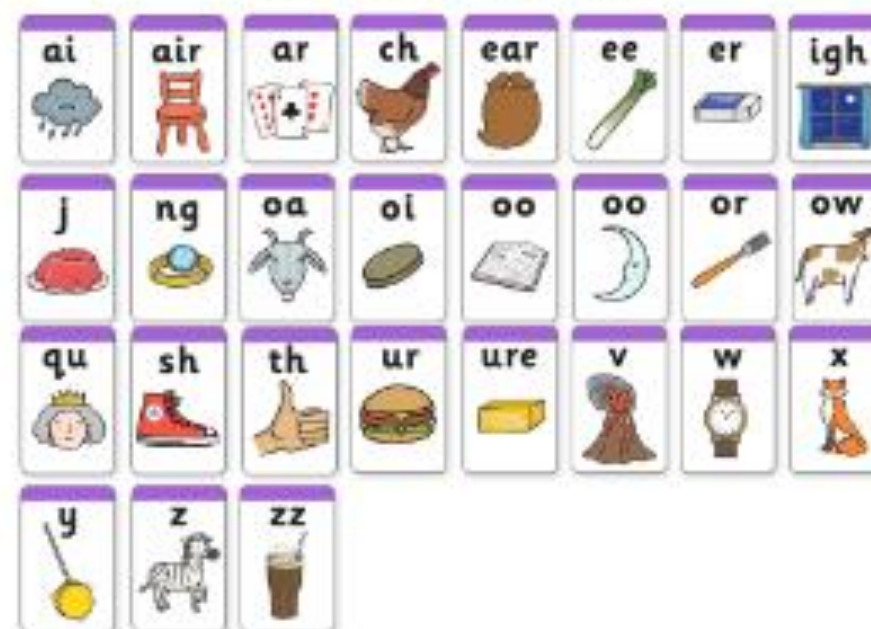 ai air ar ch ear ee er igh
j ng oa oi oo oo or ow
qu sh th ur ure v w x
y z zz